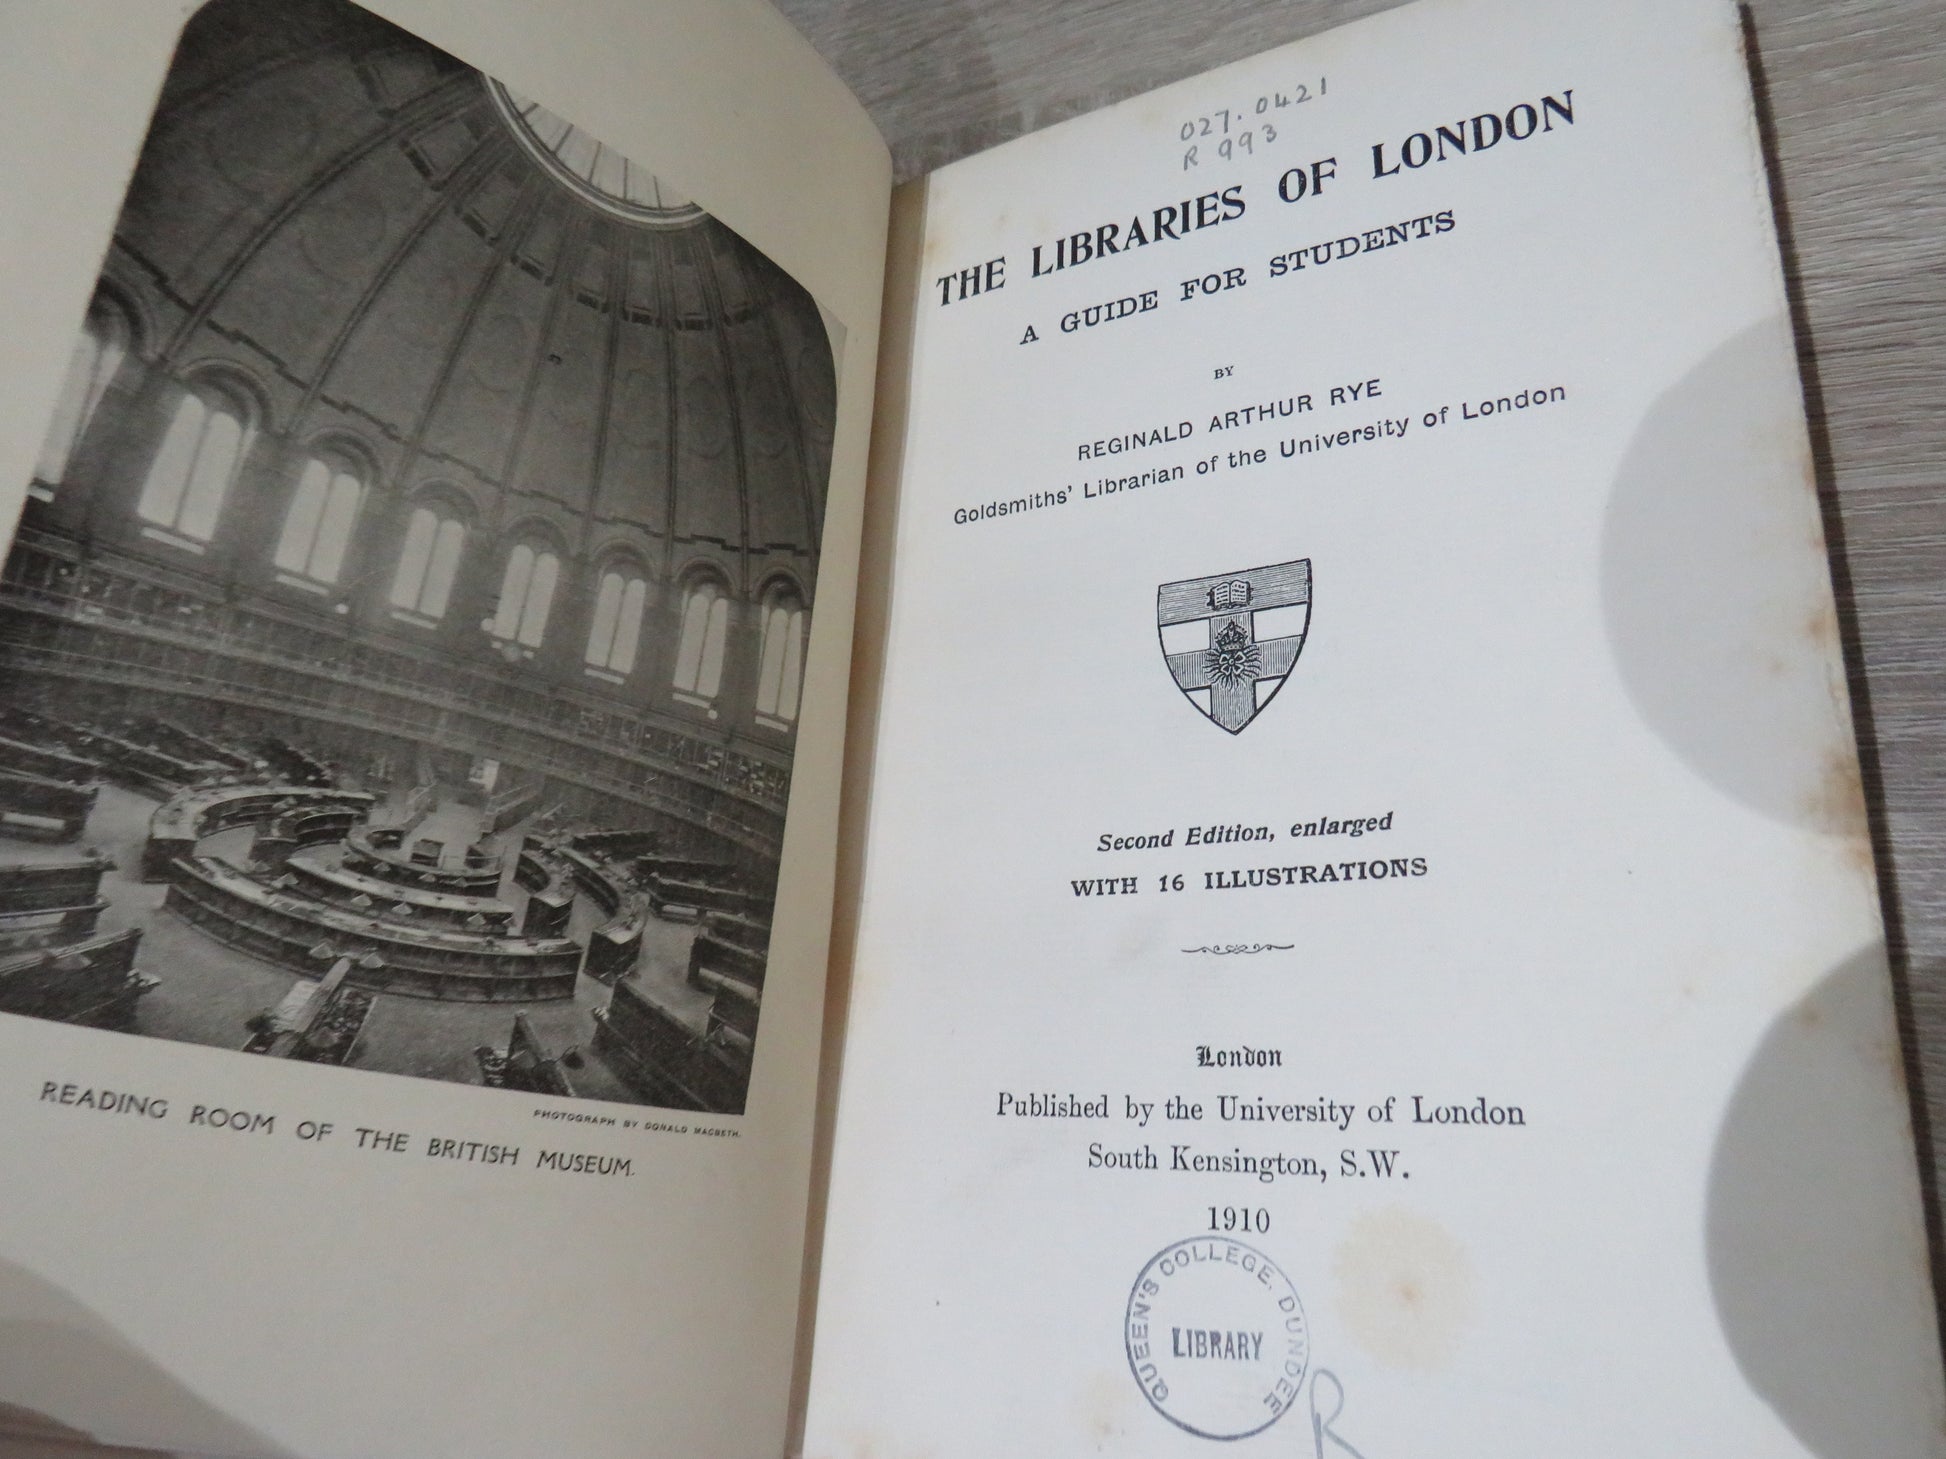 PHOTOGRAPH BY DONALD MACBETH.
READING ROOM OF THE BRITISH MUSEUM.
027.0421
R 993
THE LIBRARIES OF LONDON
A GUIDE FOR STUDENTS
BY
REGINALD ARTHUR RYE
Goldsmiths' Librarian of the University of London
Second Edition, enlarged
WITH 16 ILLUSTRATIONS
London
Published by the University of London
South Kensington, S.W.
1910
QUEEN'S COLLEGE, DUNDEE
LIBRARY
R